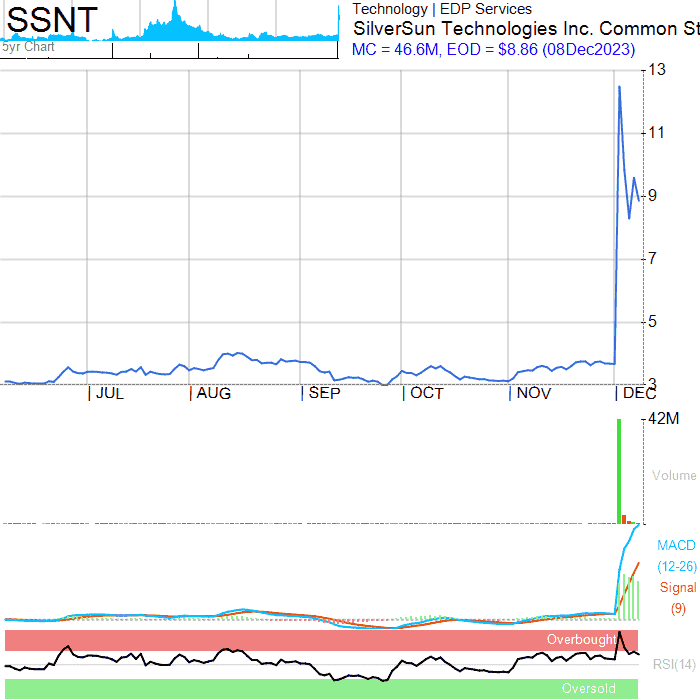 SSNT
5yr Chart
Technology | EDP Services
SilverSun Technologies Inc. Common St
MC = 46.6M, EOD = $8.86 (08Dec2023)
13
11
9
7
5
3
JUL AUG SEP OCT NOV DEC
42M
Volume
MACD
(12-26)
Signal
(9)
Overbought
RSI(14)
Oversold